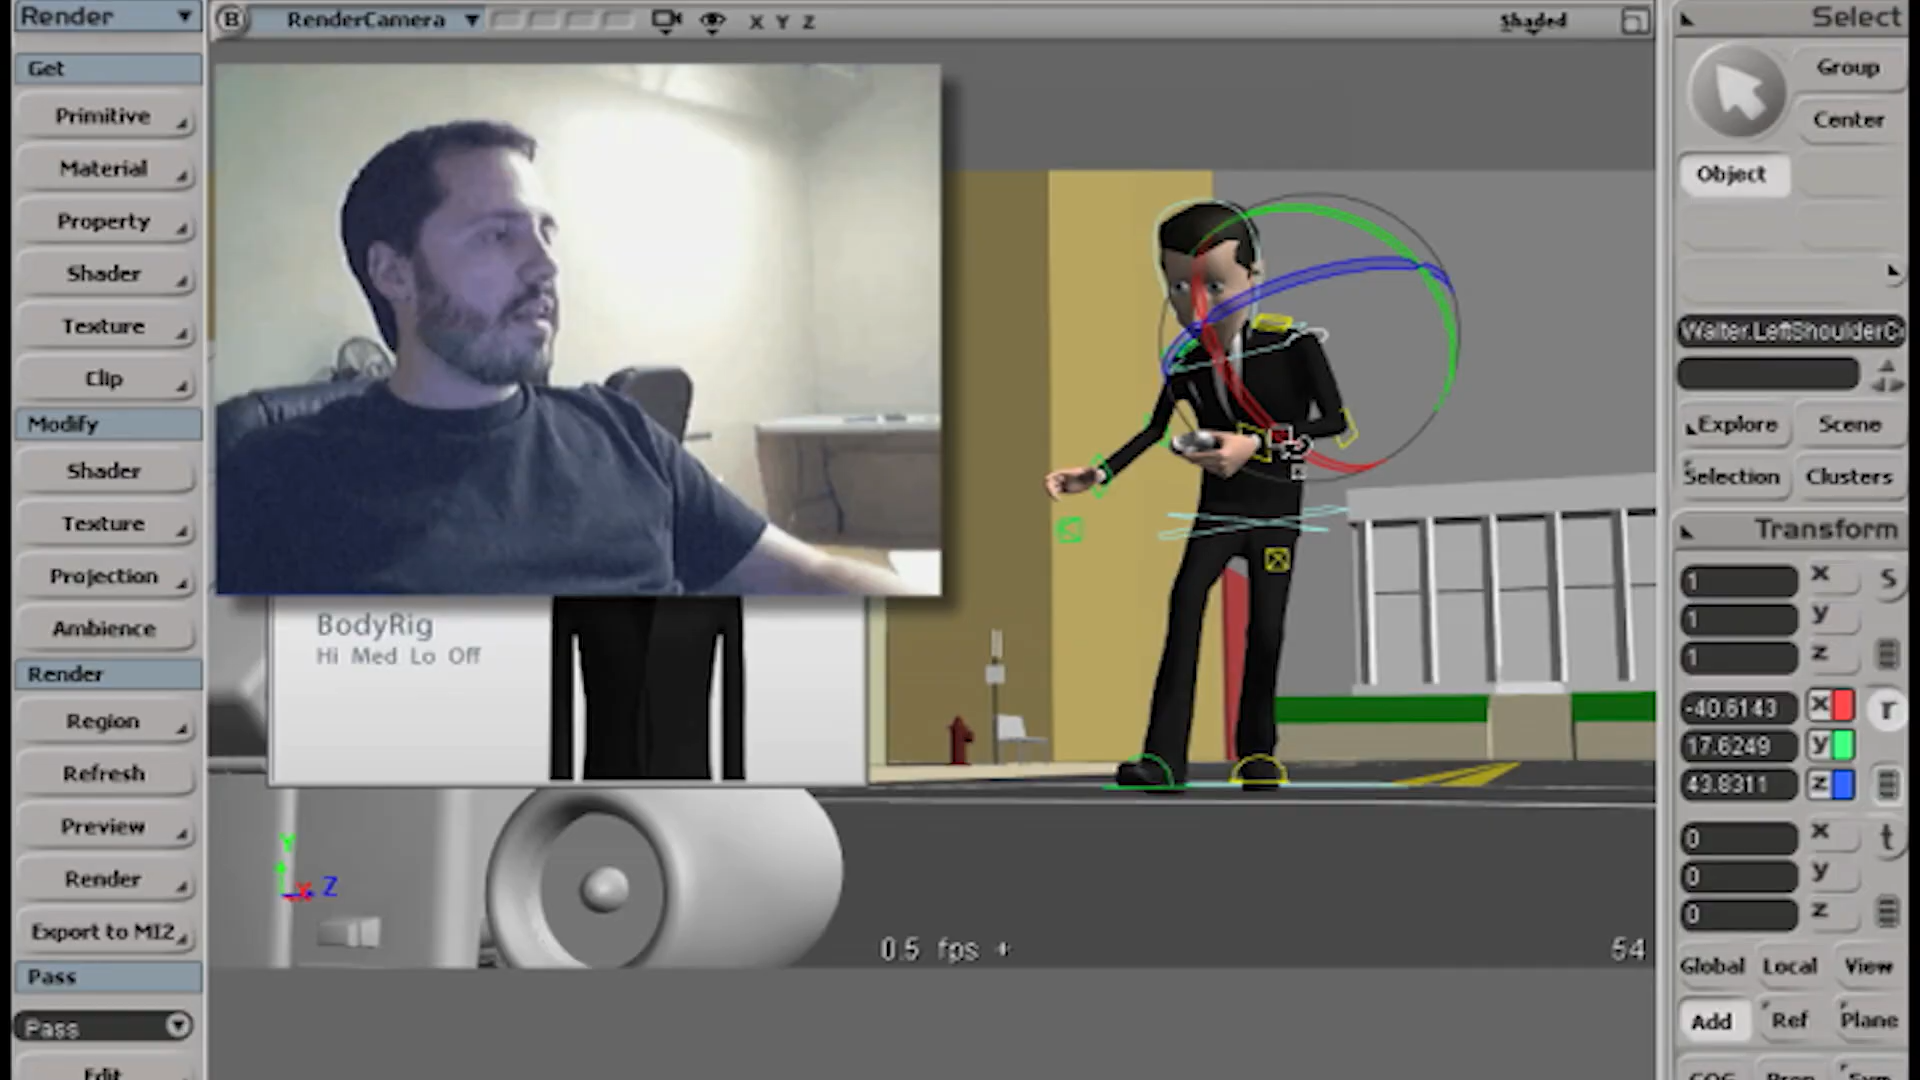 Render
Get
Primitive
Material
Property
Shader
Texture
Clip
Modify
Shader
Texture
Projection
Ambience
Render
Region
Refresh
Preview
Render
Export to MI2
Pass
Pass
Edit
B RenderCamera X Y Z Shaded
BodyRig
Hi Med Lo Off
Y
X Z
0.5 fps +
54
Select
Group
Center
Object
Walter.LeftShoulderC
Explore Scene
Selection Clusters
Transform
1 x s
1 y
1 z
-40.6143 x r
17.6249 y
43.8311 z
0 x t
0 y
0 z
Global Local View
Add Ref Plane
COG Prop Sym